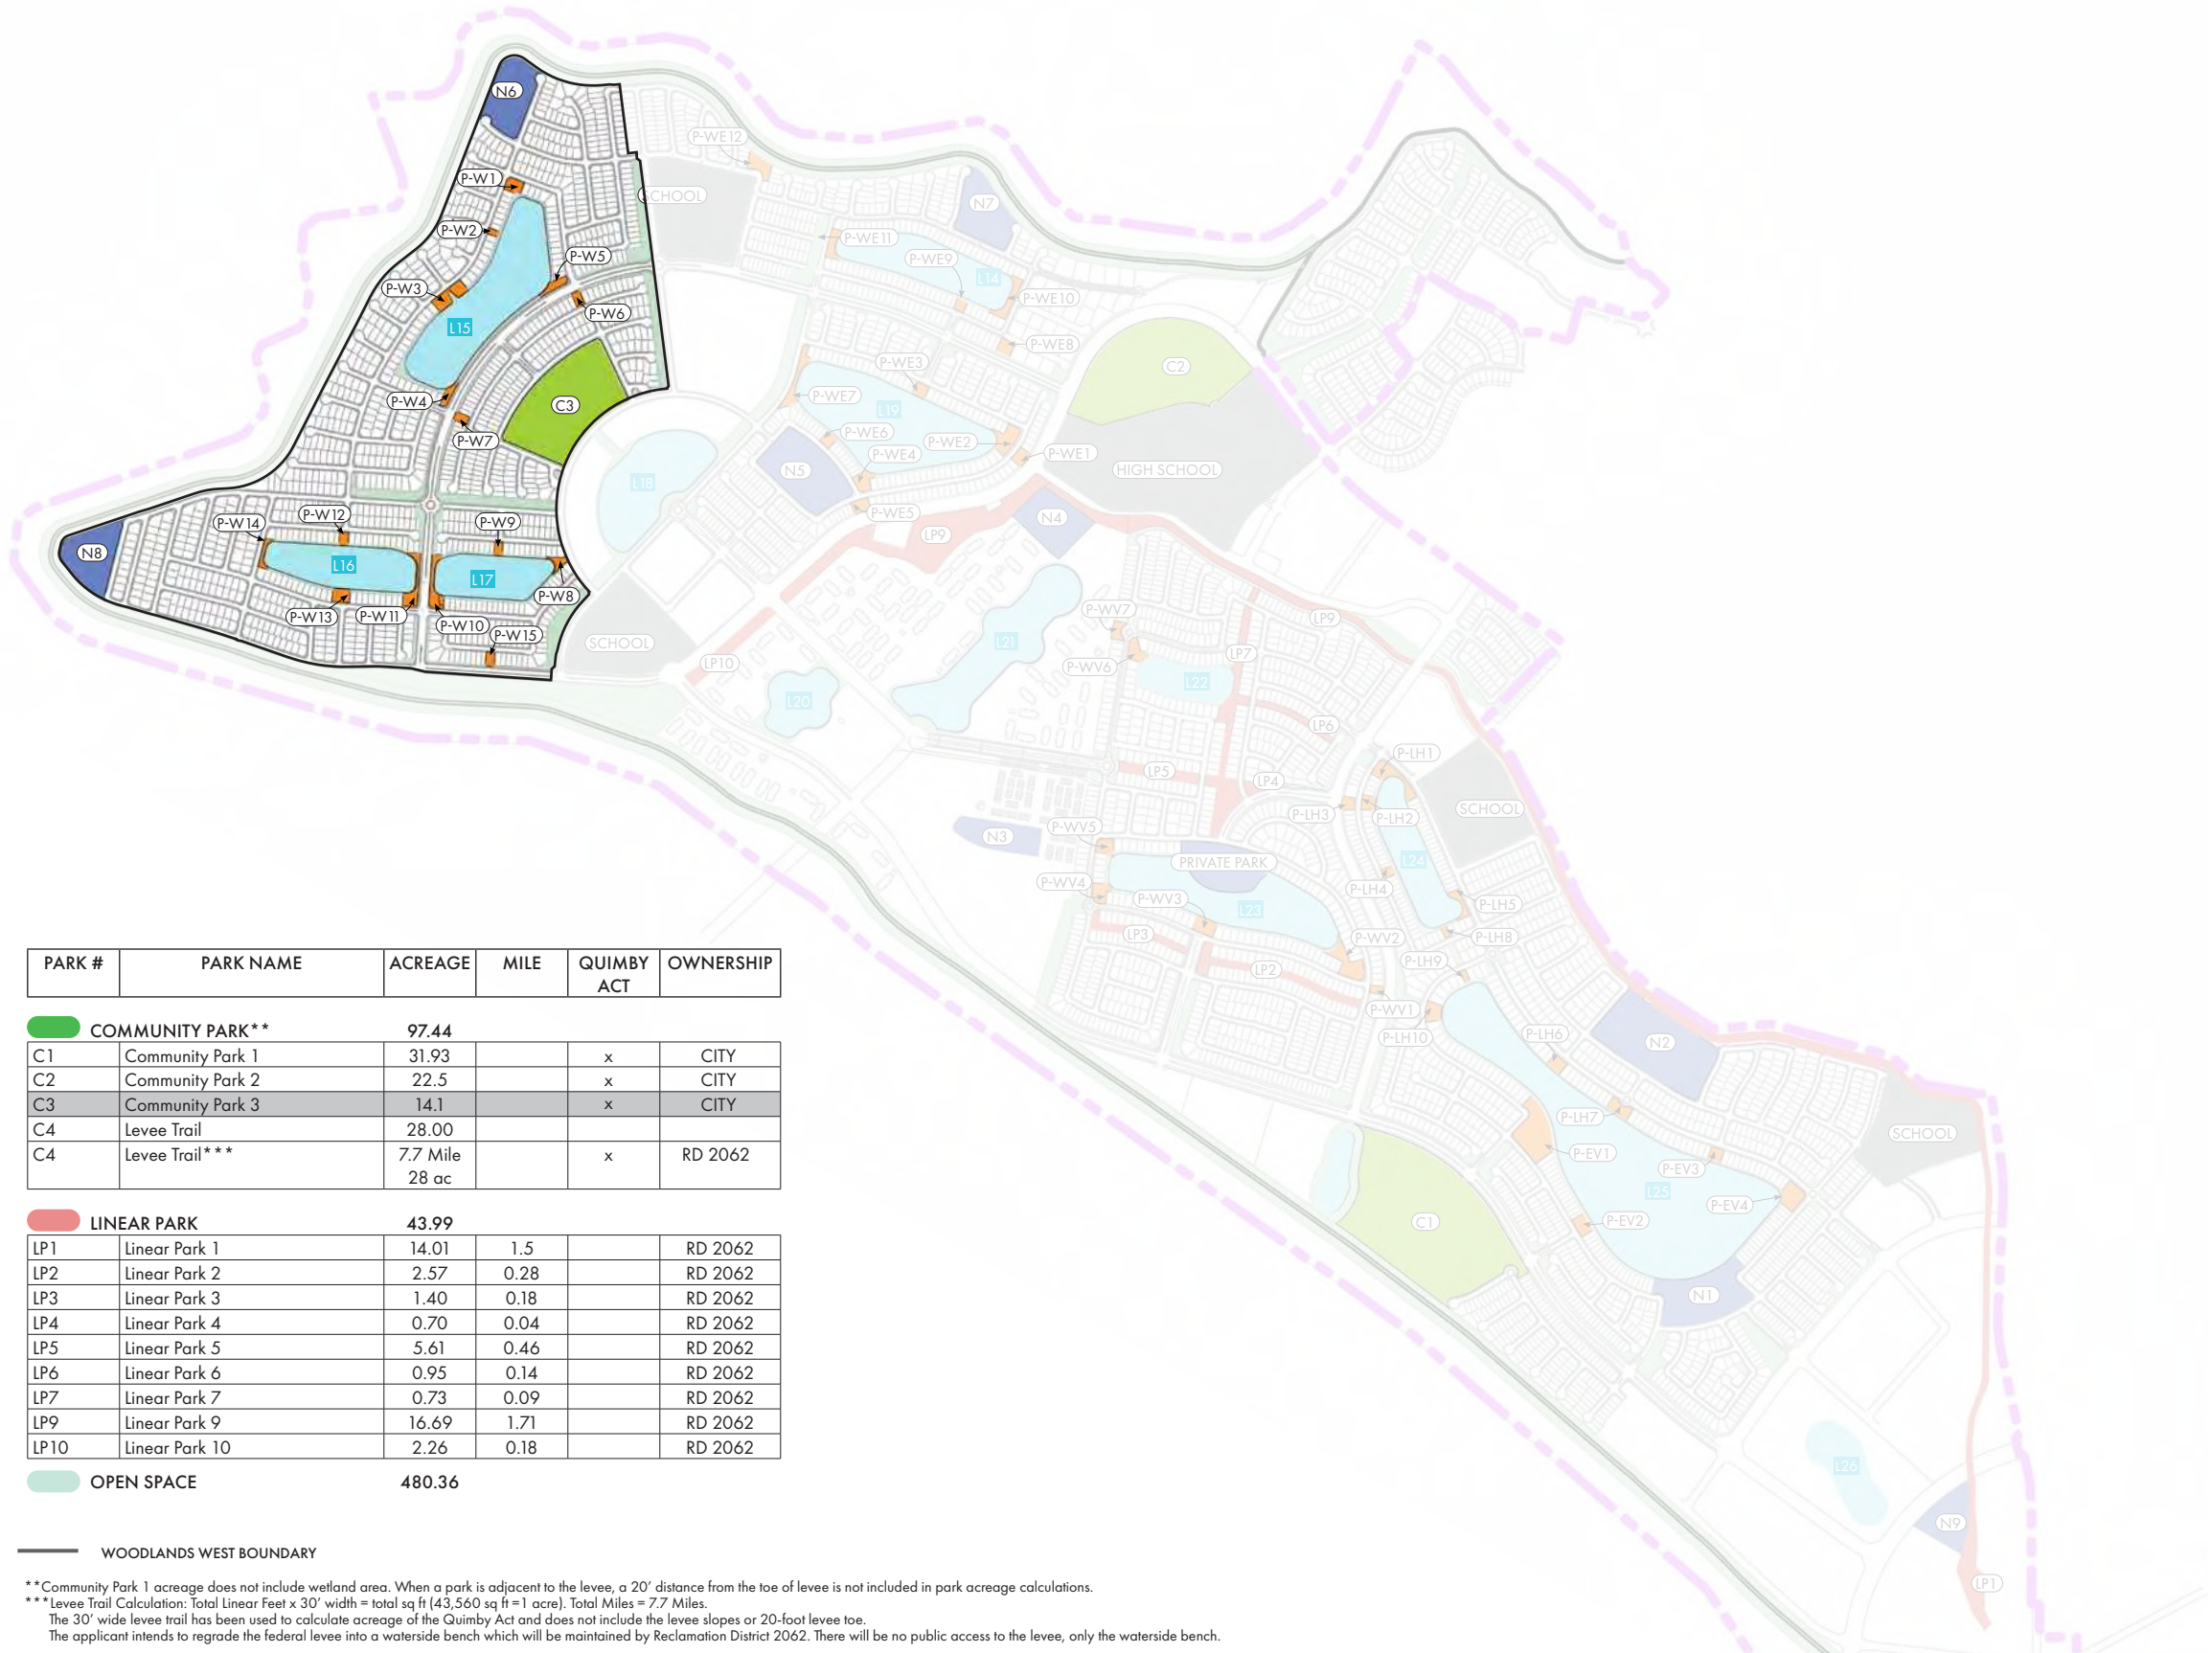 N6
P-WE12
P-W1
SCHOOL
N7
P-W2
P-WE11
P-W5
P-WE9
L14
P-W3
P-WE10
P-W6
L15
P-WE8
P-WE3
C2
P-W4
P-WE7
C3
L19
P-W7
P-WE6
P-WE2
P-WE4
P-WE1
N5
HIGH SCHOOL
L18
P-W14
P-W12
P-W9
P-WE5
N4
LP9
N8
L16
L17
P-W8
P-W13
P-W11
P-W10
P-W15
SCHOOL
LP10
L20
L21
P-WV7
P-WV6
LP9
LP7
L22
LP6
P-LH1
LP5
LP4
SCHOOL
P-LH3
P-LH2
N3
P-WV5
PRIVATE PARK
L24
P-WV4
P-LH4
P-WV3
P-LH5
L23
LP3
P-WV2
P-LH8
P-LH9
LP2
P-WV1
P-LH10
P-LH6
N2
P-LH7
SCHOOL
P-EV1
P-EV3
L25
P-EV4
C1
P-EV2
N1
L26
N9
LP1
PARK # PARK NAME ACREAGE MILE QUIMBY ACT OWNERSHIP
COMMUNITY PARK** 97.44
C1 Community Park 1 31.93 x CITY
C2 Community Park 2 22.5 x CITY
C3 Community Park 3 14.1 x CITY
C4 Levee Trail 28.00
C4 Levee Trail*** 7.7 Mile x RD 2062
28 ac
LINEAR PARK 43.99
LP1 Linear Park 1 14.01 1.5 RD 2062
LP2 Linear Park 2 2.57 0.28 RD 2062
LP3 Linear Park 3 1.40 0.18 RD 2062
LP4 Linear Park 4 0.70 0.04 RD 2062
LP5 Linear Park 5 5.61 0.46 RD 2062
LP6 Linear Park 6 0.95 0.14 RD 2062
LP7 Linear Park 7 0.73 0.09 RD 2062
LP9 Linear Park 9 16.69 1.71 RD 2062
LP10 Linear Park 10 2.26 0.18 RD 2062
OPEN SPACE 480.36
WOODLANDS WEST BOUNDARY
**Community Park 1 acreage does not include wetland area. When a park is adjacent to the levee, a 20' distance from the toe of levee is not included in park acreage calculations.
***Levee Trail Calculation: Total Linear Feet x 30' width = total sq ft (43,560 sq ft =1 acre). Total Miles = 7.7 Miles.
The 30' wide levee trail has been used to calculate acreage of the Quimby Act and does not include the levee slopes or 20-foot levee toe.
The applicant intends to regrade the federal levee into a waterside bench which will be maintained by Reclamation District 2062. There will be no public access to the levee, only the waterside bench.